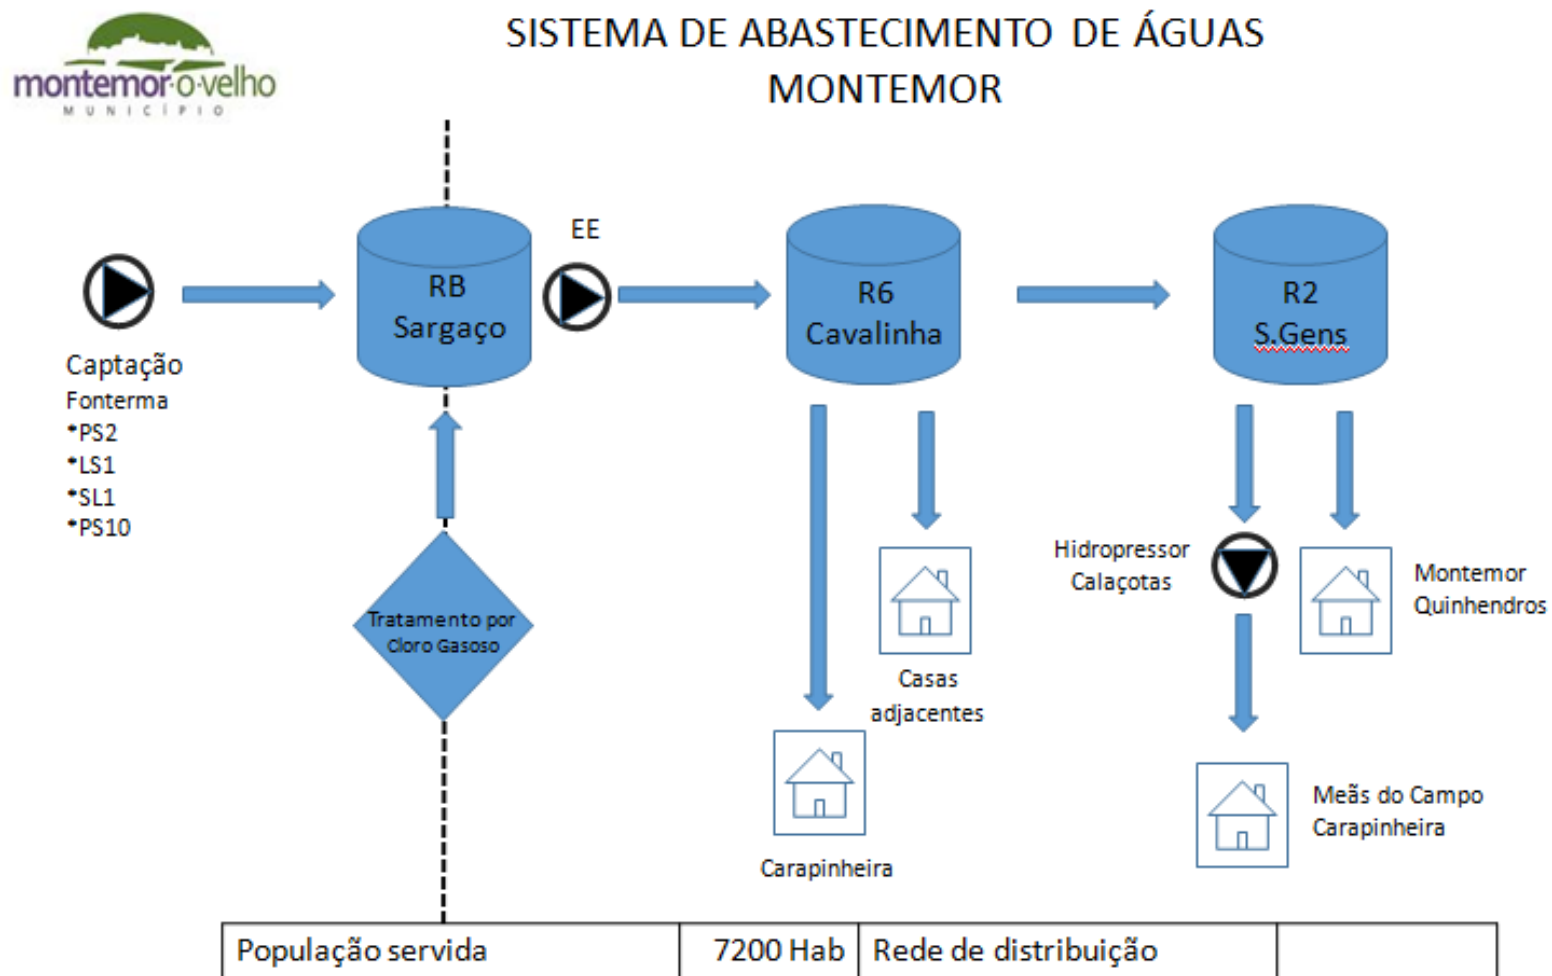 montemor·o·velho
MUNICÍPIO
SISTEMA DE ABASTECIMENTO DE ÁGUAS
MONTEMOR
EE
RB
Sargaço
R6
Cavalinha
R2
S.Gens
Captação
Fonterma
*PS2
*LS1
*SL1
*PS10
Tratamento por
Cloro Gasoso
Hidropressor
Calaçotas
Montemor
Quinhendros
Casas
adjacentes
Carapinheira
Meãs do Campo
Carapinheira
População servida 7200 Hab Rede de distribuição